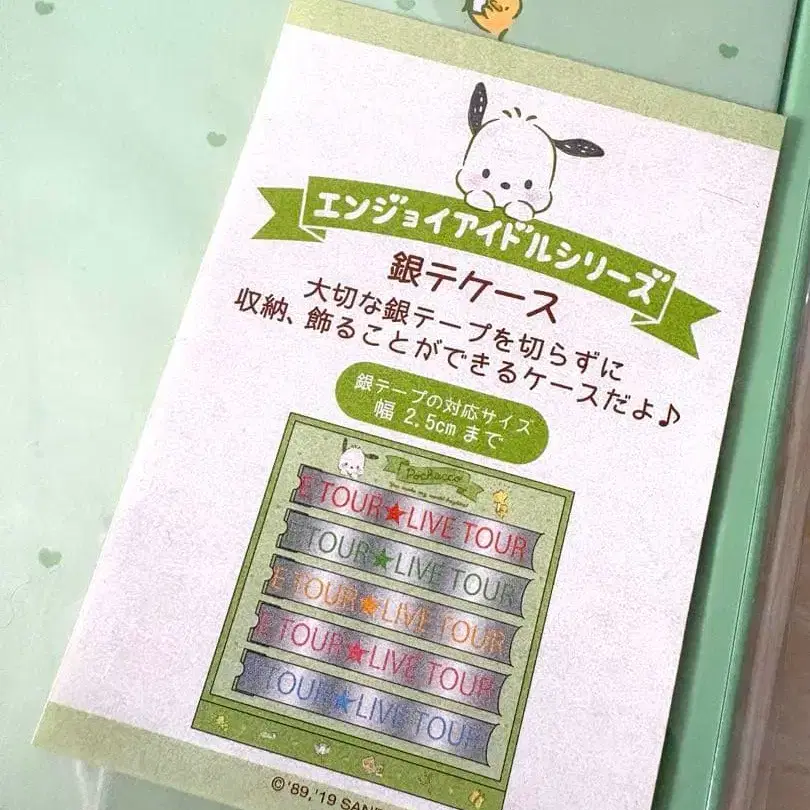 エンジョイアイドルシリーズ
銀テケース
大切な銀テープを切らずに
収納、飾ることができるケースだよ♪
銀テープの対応サイズ
幅 2.5cm まで
Pochacco
E TOUR★LIVE TOUR
TOUR★LIVE TOUR
E TOUR★LIVE TOUR
E TOUR★LIVE TOUR
TOUR★LIVE TOUR
©'89,'19 SAN